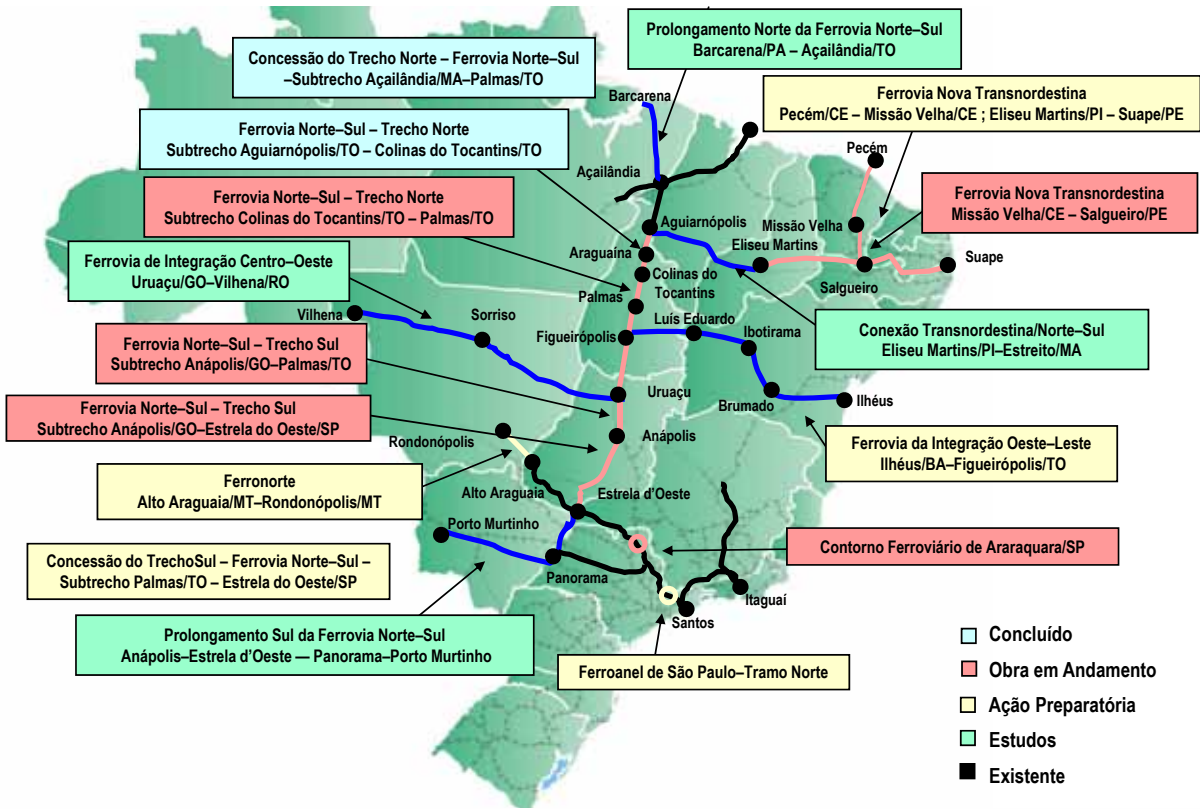 Prolongamento Norte da Ferrovia Norte–Sul
Barcarena/PA – Açailândia/TO
Concessão do Trecho Norte – Ferrovia Norte–Sul
–Subtrecho Açailândia/MA–Palmas/TO
Ferrovia Nova Transnordestina
Pecém/CE – Missão Velha/CE ; Eliseu Martins/PI – Suape/PE
Barcarena
Ferrovia Norte–Sul – Trecho Norte
Subtrecho Aguiarnópolis/TO – Colinas do Tocantins/TO
Pecém
Açailândia
Ferrovia Norte–Sul – Trecho Norte
Subtrecho Colinas do Tocantins/TO – Palmas/TO
Ferrovia Nova Transnordestina
Missão Velha/CE – Salgueiro/PE
Aguiarnópolis
Missão Velha
Eliseu Martins
Araguaína
Suape
Ferrovia de Integração Centro–Oeste
Uruaçu/GO–Vilhena/RO
Colinas do
Tocantins
Salgueiro
Palmas
Vilhena
Sorriso
Luís Eduardo
Figueirópolis
Ibotirama
Conexão Transnordestina/Norte–Sul
Eliseu Martins/PI–Estreito/MA
Ferrovia Norte–Sul – Trecho Sul
Subtrecho Anápolis/GO–Palmas/TO
Uruaçu
Brumado
Ilhéus
Ferrovia Norte–Sul – Trecho Sul
Subtrecho Anápolis/GO–Estrela do Oeste/SP
Rondonópolis
Anápolis
Ferrovia da Integração Oeste–Leste
Ilhéus/BA–Figueirópolis/TO
Ferronorte
Alto Araguaia/MT–Rondonópolis/MT
Alto Araguaia
Estrela d’Oeste
Porto Murtinho
Contorno Ferroviário de Araraquara/SP
Concessão do TrechoSul – Ferrovia Norte–Sul –
Subtrecho Palmas/TO – Estrela do Oeste/SP
Panorama
Itaguaí
Santos
Prolongamento Sul da Ferrovia Norte–Sul
Anápolis–Estrela d’Oeste — Panorama–Porto Murtinho
Ferroanel de São Paulo–Tramo Norte
Concluído
Obra em Andamento
Ação Preparatória
Estudos
Existente